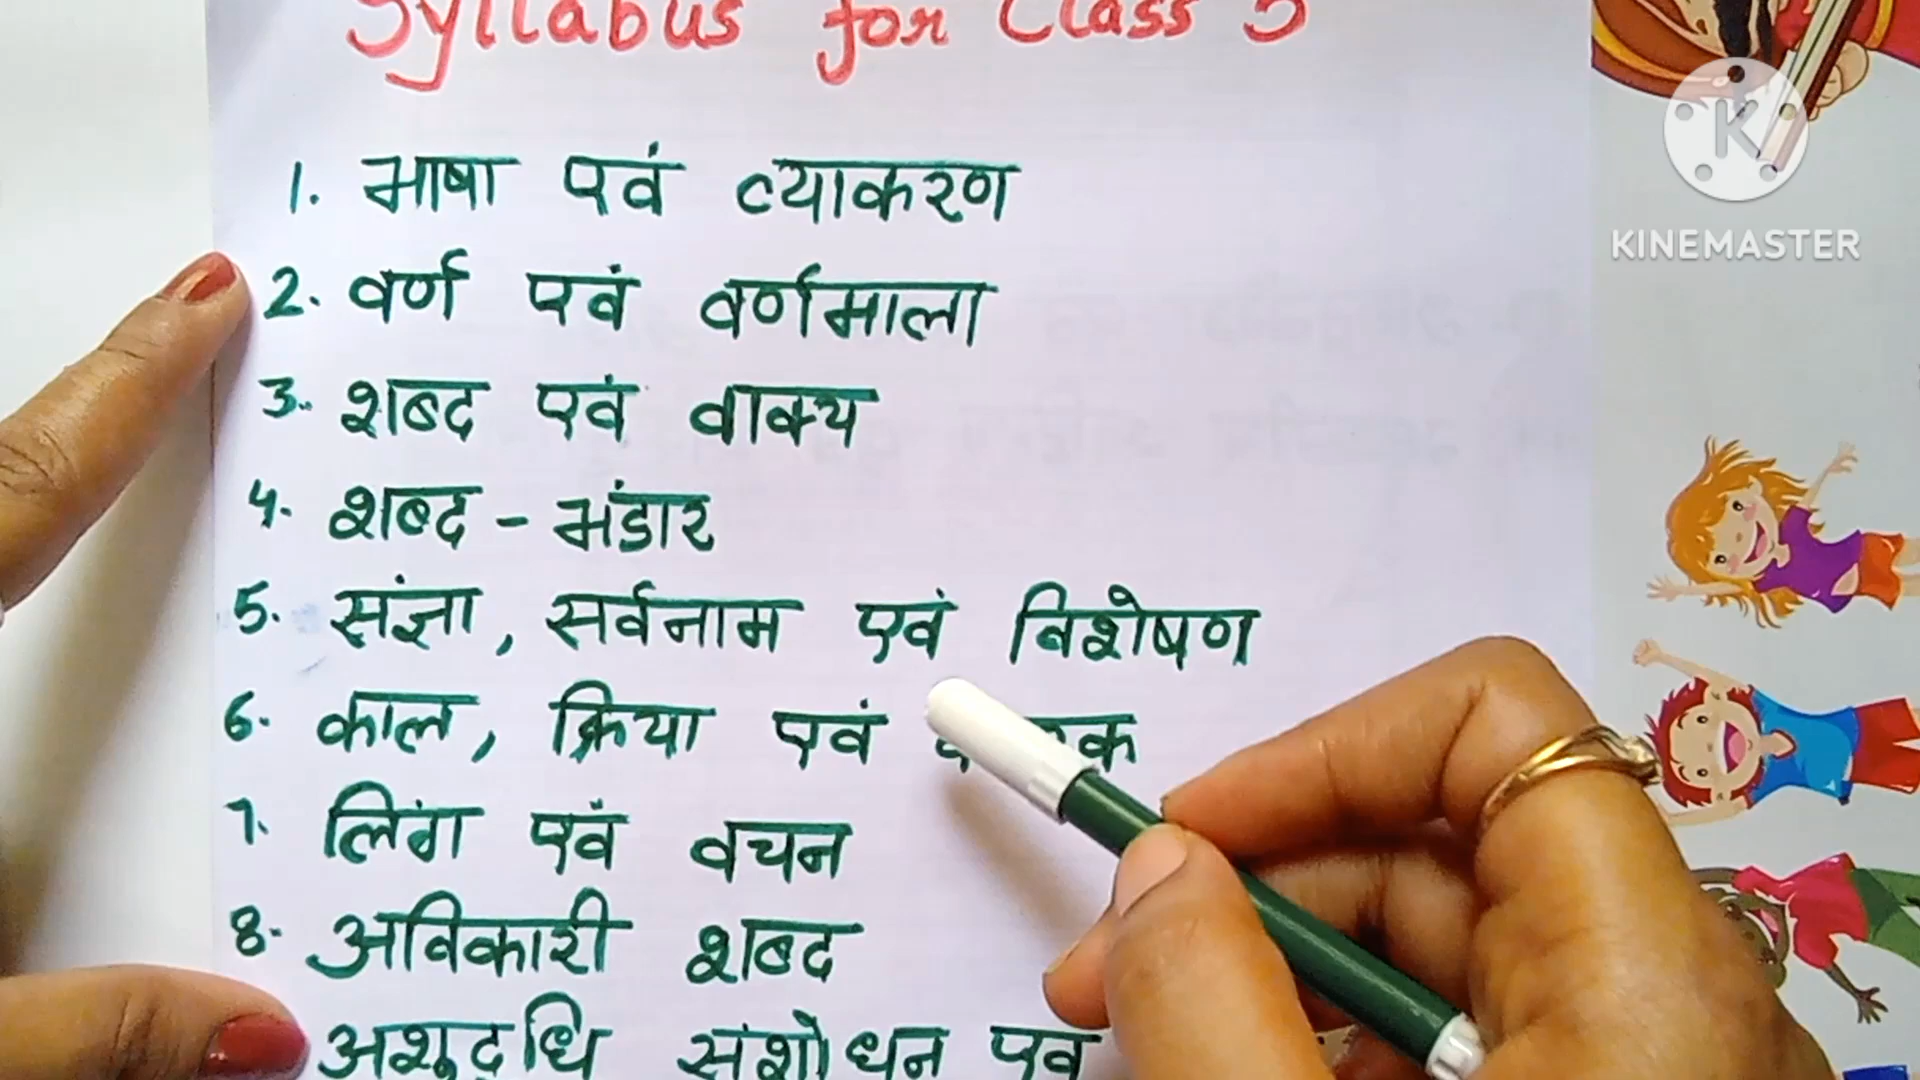 Syllabus for Class 5
1. भाषा एवं व्याकरण
2. वर्ण एवं वर्णमाला
3. शब्द एवं वाक्य
4. शब्द - भंडार
5. संज्ञा, सर्वनाम एवं विशेषण
6. काल, क्रिया एवं
7. लिंग एवं वचन
8. अविकारी शब्द
अशुद्धि संशोधन एवं
KINEMASTER